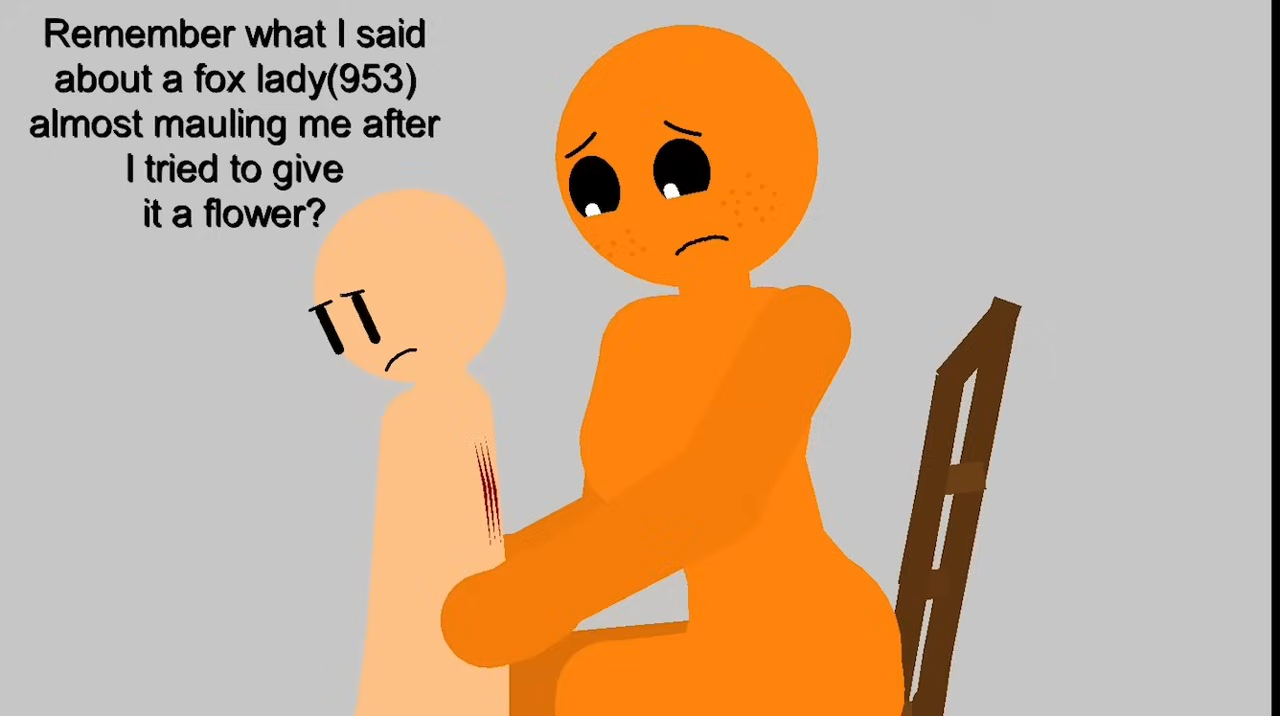 Remember what I said
about a fox lady(953)
almost mauling me after
I tried to give
it a flower?